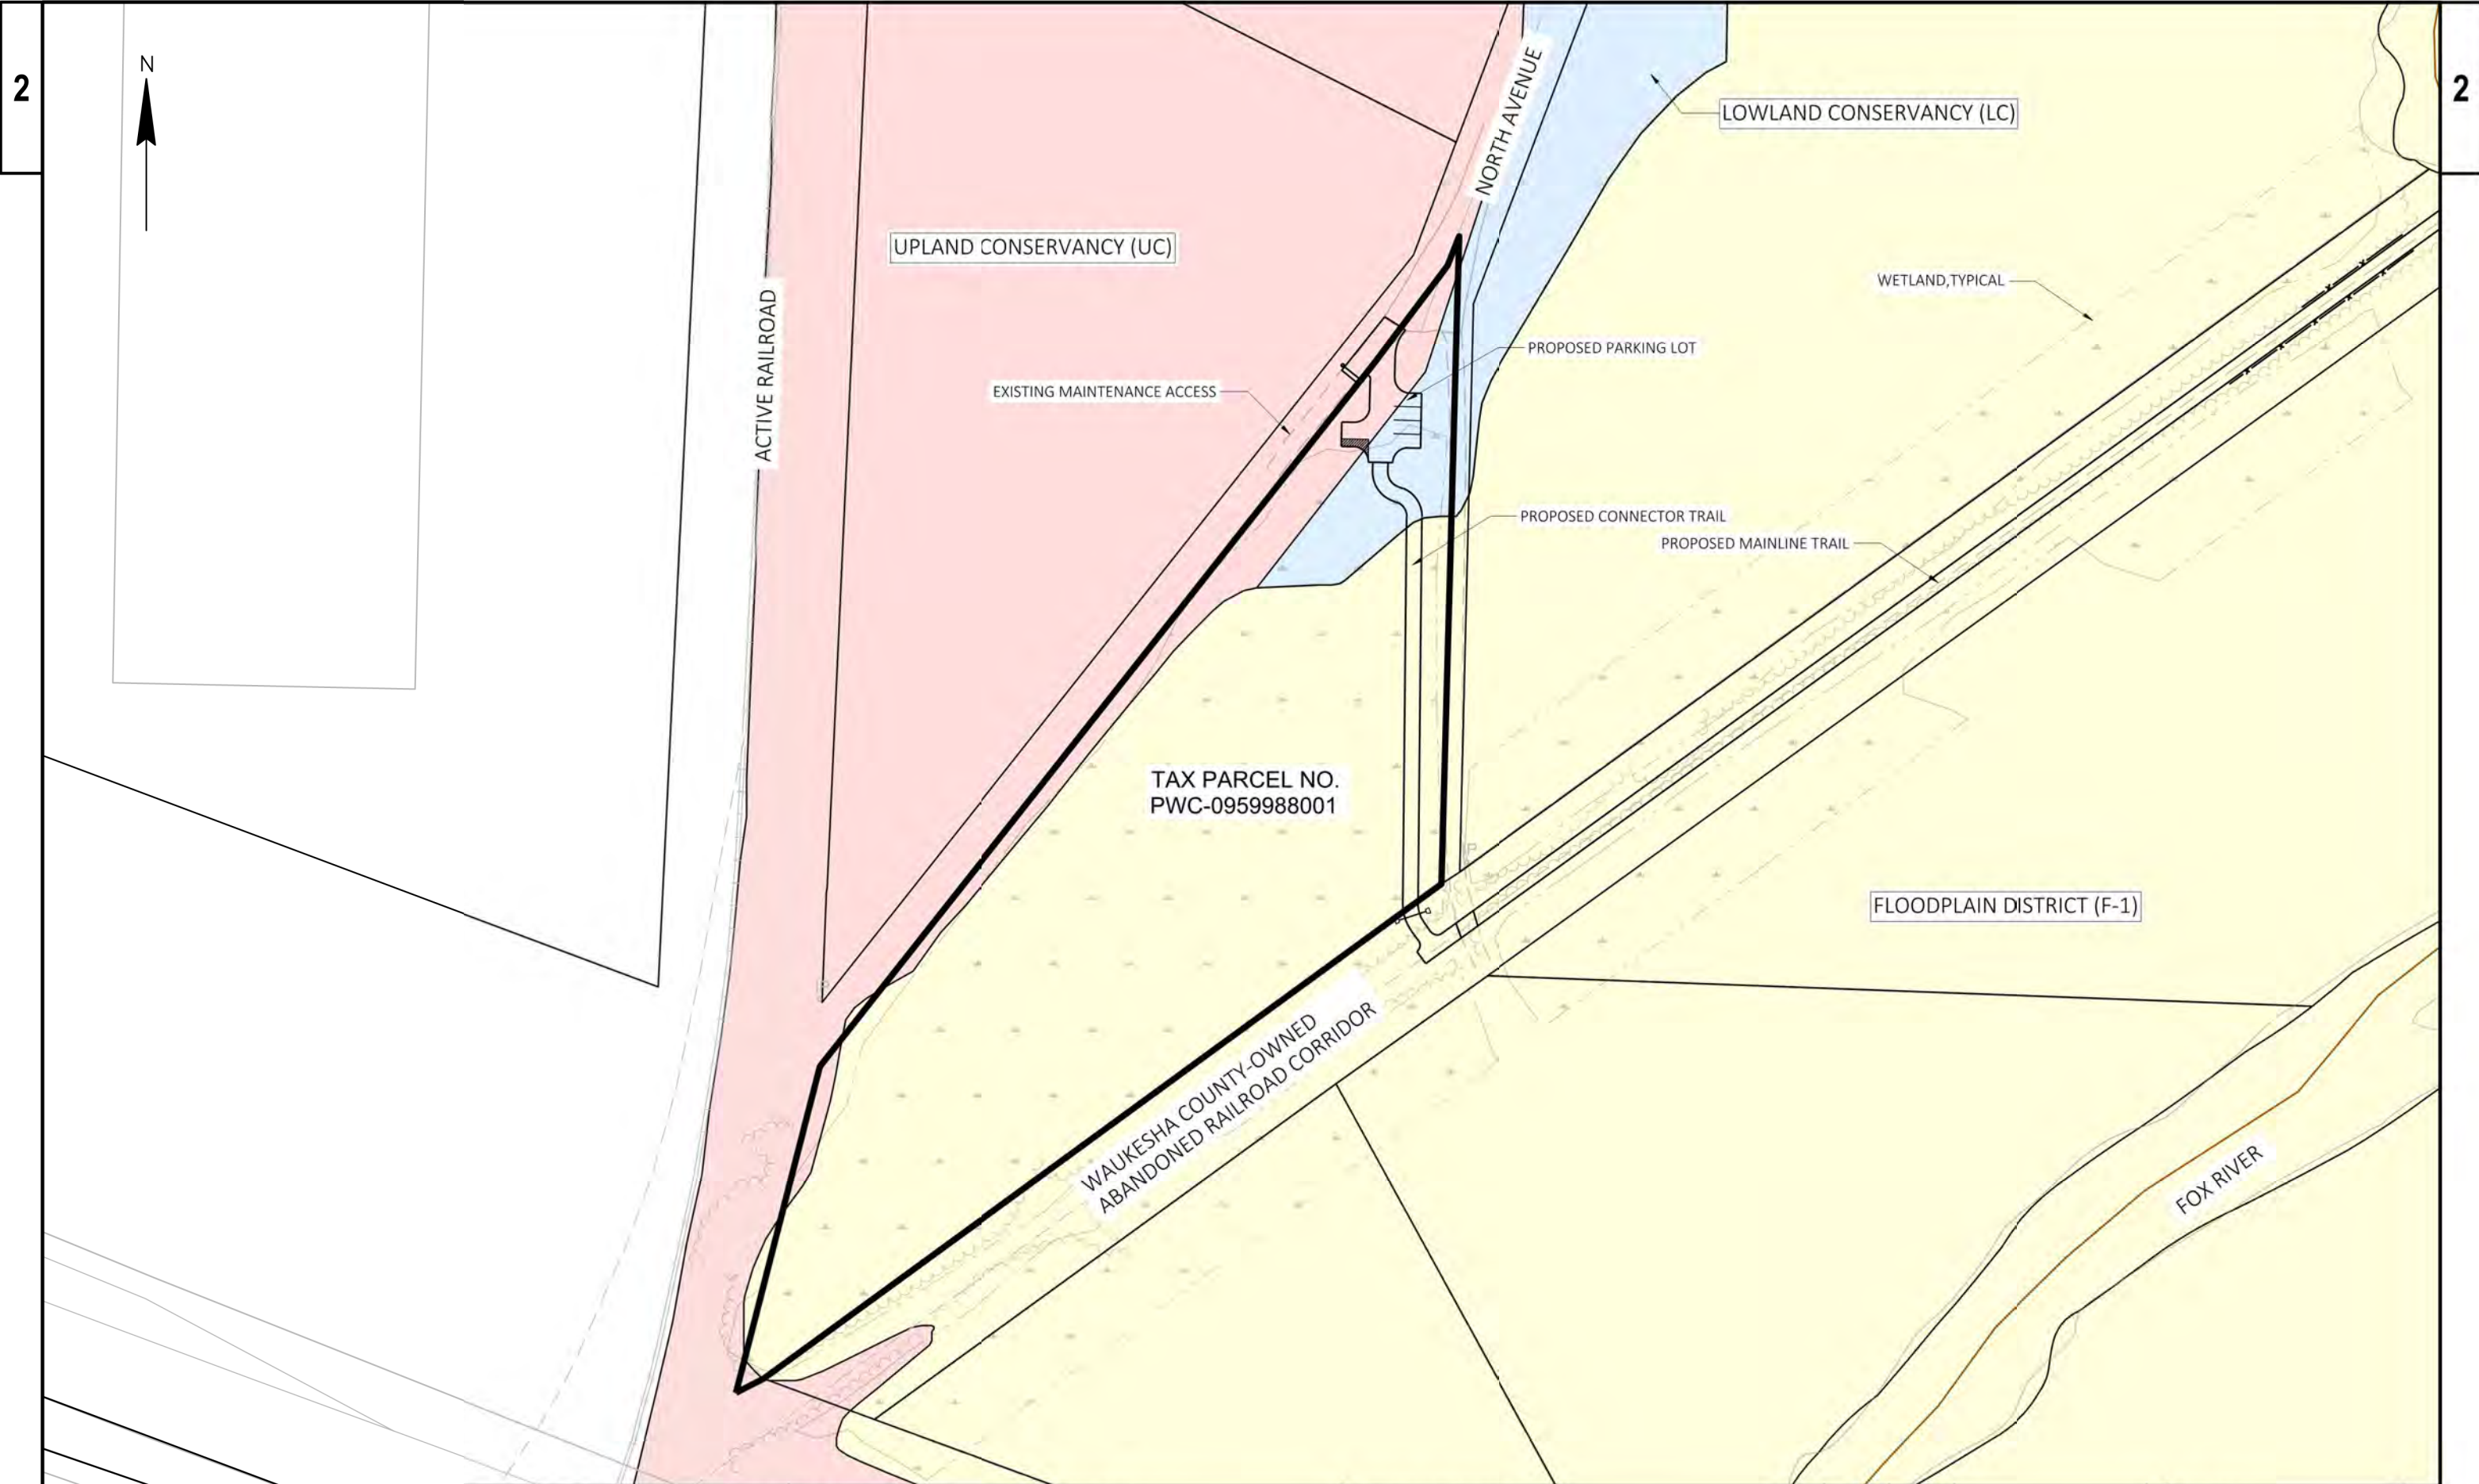 2
2
N
NORTH AVENUE
LOWLAND CONSERVANCY (LC)
UPLAND CONSERVANCY (UC)
WETLAND,TYPICAL
ACTIVE RAILROAD
PROPOSED PARKING LOT
EXISTING MAINTENANCE ACCESS
PROPOSED CONNECTOR TRAIL
PROPOSED MAINLINE TRAIL
TAX PARCEL NO.
PWC-0959988001
FLOODPLAIN DISTRICT (F-1)
WAUKESHA COUNTY-OWNED
ABANDONED RAILROAD CORRIDOR
FOX RIVER